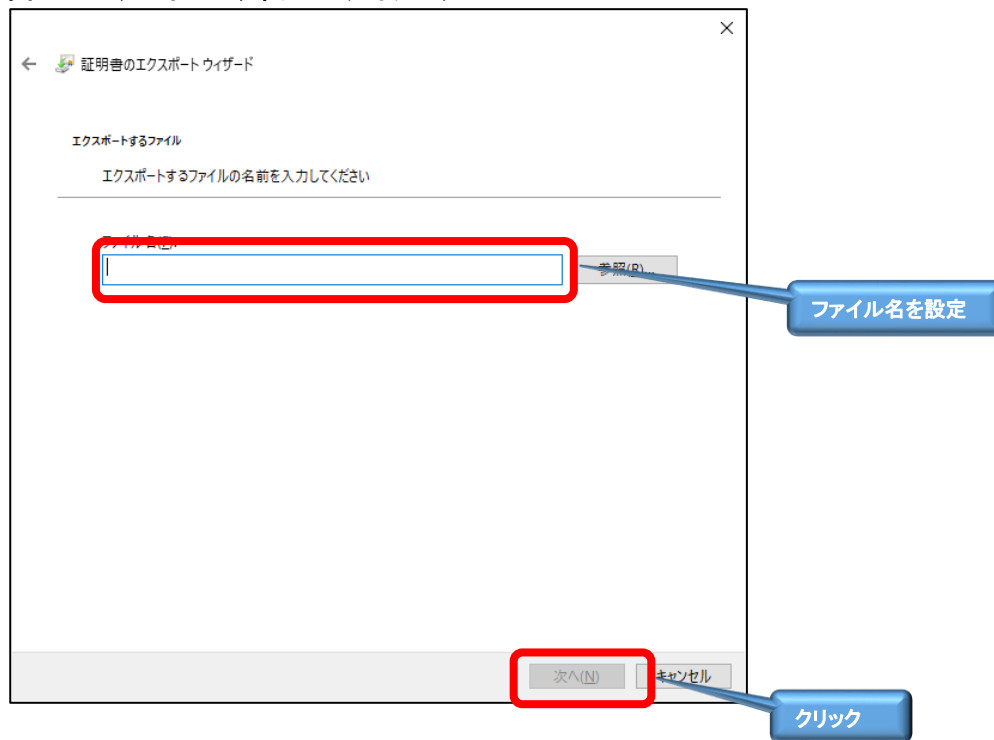 証明書のエクスポート ウィザード
エクスポートするファイル
エクスポートするファイルの名前を入力してください
ファイル名(F):
参照(R)...
ファイル名を設定
次へ(N)
キャンセル
クリック